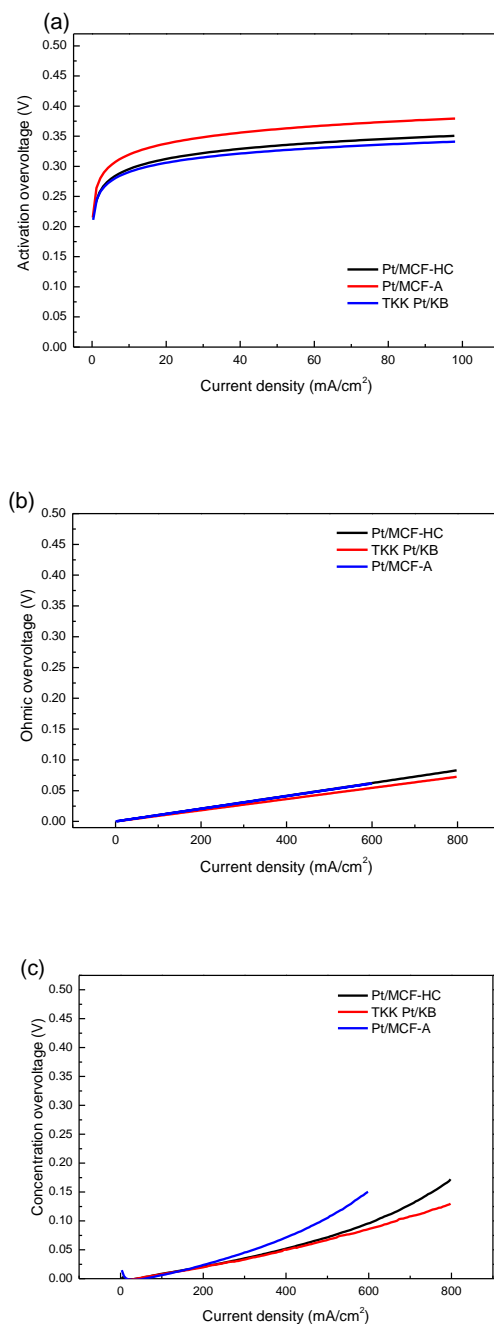 (a)
0.50
0.45
0.40
0.35
0.30
0.25
0.20
0.15
0.10
0.05
0.00
Activation overvoltage (V)
Pt/MCF-HC
Pt/MCF-A
TKK Pt/KB
0 20 40 60 80 100
Current density (mA/cm²)
(b)
0.50
0.45
0.40
0.35
0.30
0.25
0.20
0.15
0.10
0.05
0.00
Ohmic overvoltage (V)
Pt/MCF-HC
TKK Pt/KB
Pt/MCF-A
0 200 400 600 800
Current density (mA/cm²)
(c)
0.50
0.45
0.40
0.35
0.30
0.25
0.20
0.15
0.10
0.05
0.00
Concentration overvoltage (V)
Pt/MCF-HC
TKK Pt/KB
Pt/MCF-A
0 200 400 600 800
Current density (mA/cm²)